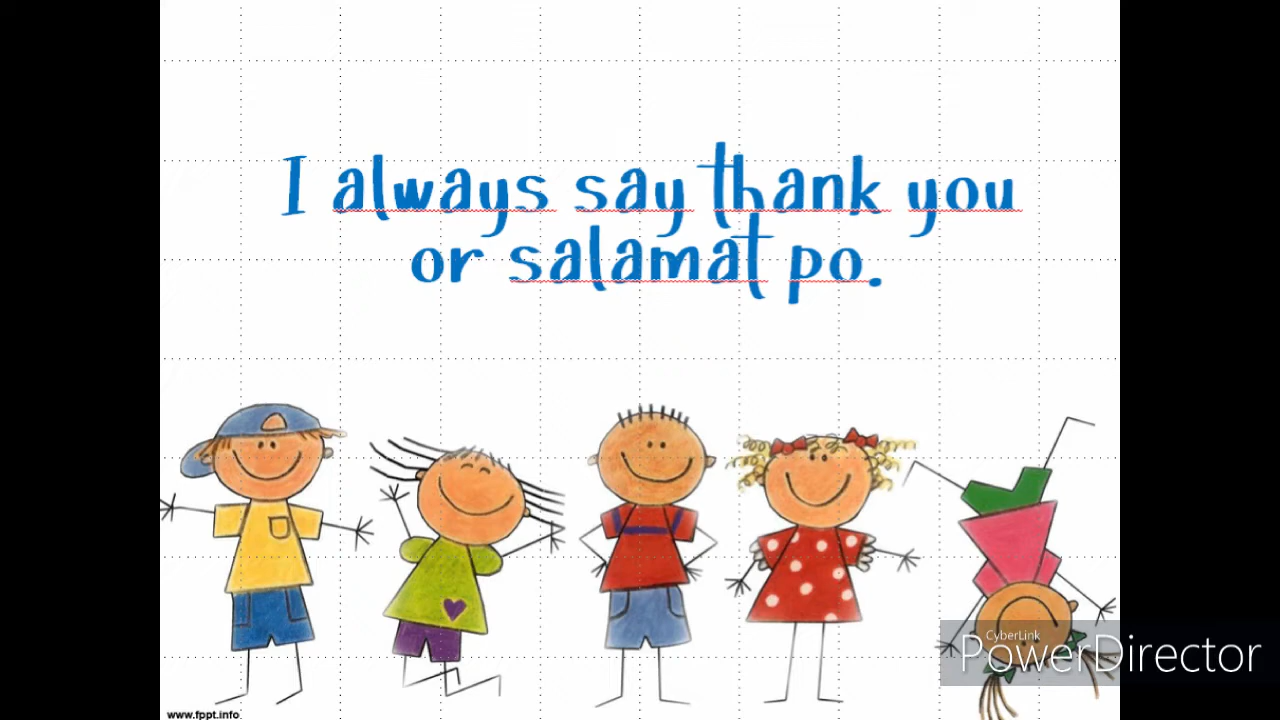 I always say thank you
or salamat po.
CyberLink
PowerDirector
www.fppt.info